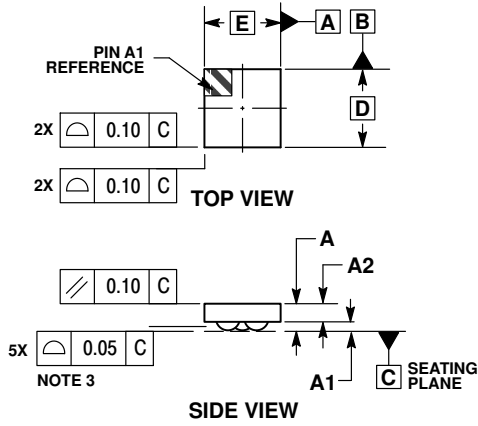 E
A
B
PIN A1
REFERENCE
D
2X ⌓ 0.10 C
2X ⌓ 0.10 C
TOP VIEW
A
A2
⫽ 0.10 C
5X ⌓ 0.05 C
NOTE 3
A1
C SEATING
PLANE
SIDE VIEW